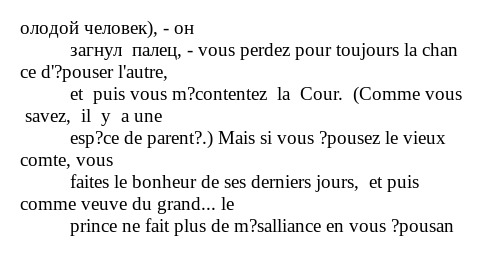 олодой человек), - он
загнул палец, - vous perdez pour toujours la chan
ce d'?pouser l'autre,
et puis vous m?contentez la Cour. (Comme vous
savez, il y a une
esp?ce de parent?.) Mais si vous ?pousez le vieux
comte, vous
faites le bonheur de ses derniers jours, et puis
comme veuve du grand... le
prince ne fait plus de m?salliance en vous ?pousan